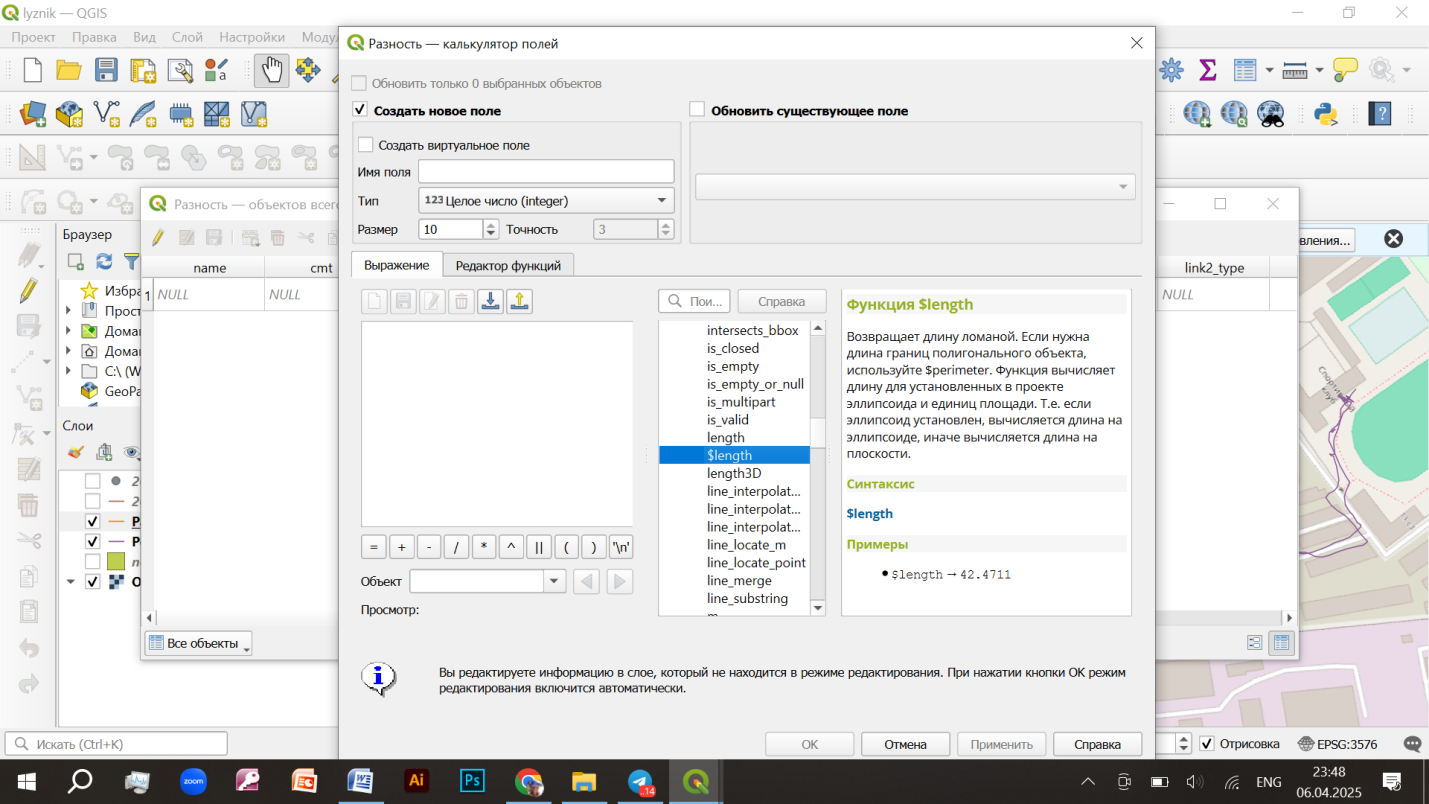 lyznik — QGIS
Проект Правка Вид Слой Настройки
Разность — калькулятор полей
Обновить только 0 выбранных объектов
Создать новое поле
Обновить существующее поле
Создать виртуальное поле
Имя поля
Тип 123 Целое число (integer)
Размер 10 Точность 3
Выражение Редактор функций
Разность — объектов всего
name cmt
1 NULL NULL
link2_type
NULL
Браузер
C:\
Слои
Пои... Справка
intersects_bbox
is_closed
is_empty
is_empty_or_null
is_multipart
is_valid
length
$length
length3D
line_interpolat...
line_interpolat...
line_interpolat...
line_locate_m
line_locate_point
line_merge
line_substring
Функция $length
Возвращает длину ломаной. Если нужна
длина границ полигонального объекта,
используйте $perimeter. Функция вычисляет
длину для установленных в проекте
эллипсоида и единиц площади. Т.е. если
эллипсоид установлен, вычисляется длина на
эллипсоиде, иначе вычисляется длина на
плоскости.
Синтаксис
$length
Примеры
$length → 42.4711
= + - / * ^ || ( ) '\n'
Объект
Просмотр:
Все объекты
Вы редактируете информацию в слое, который не находится в режиме редактирования. При нажатии кнопки OK режим
редактирования включится автоматически.
OK Отмена Применить Справка
Искать (Ctrl+K)
Отрисовка EPSG:3576
zoom Ai Ps 14
ENG
23:48
06.04.2025